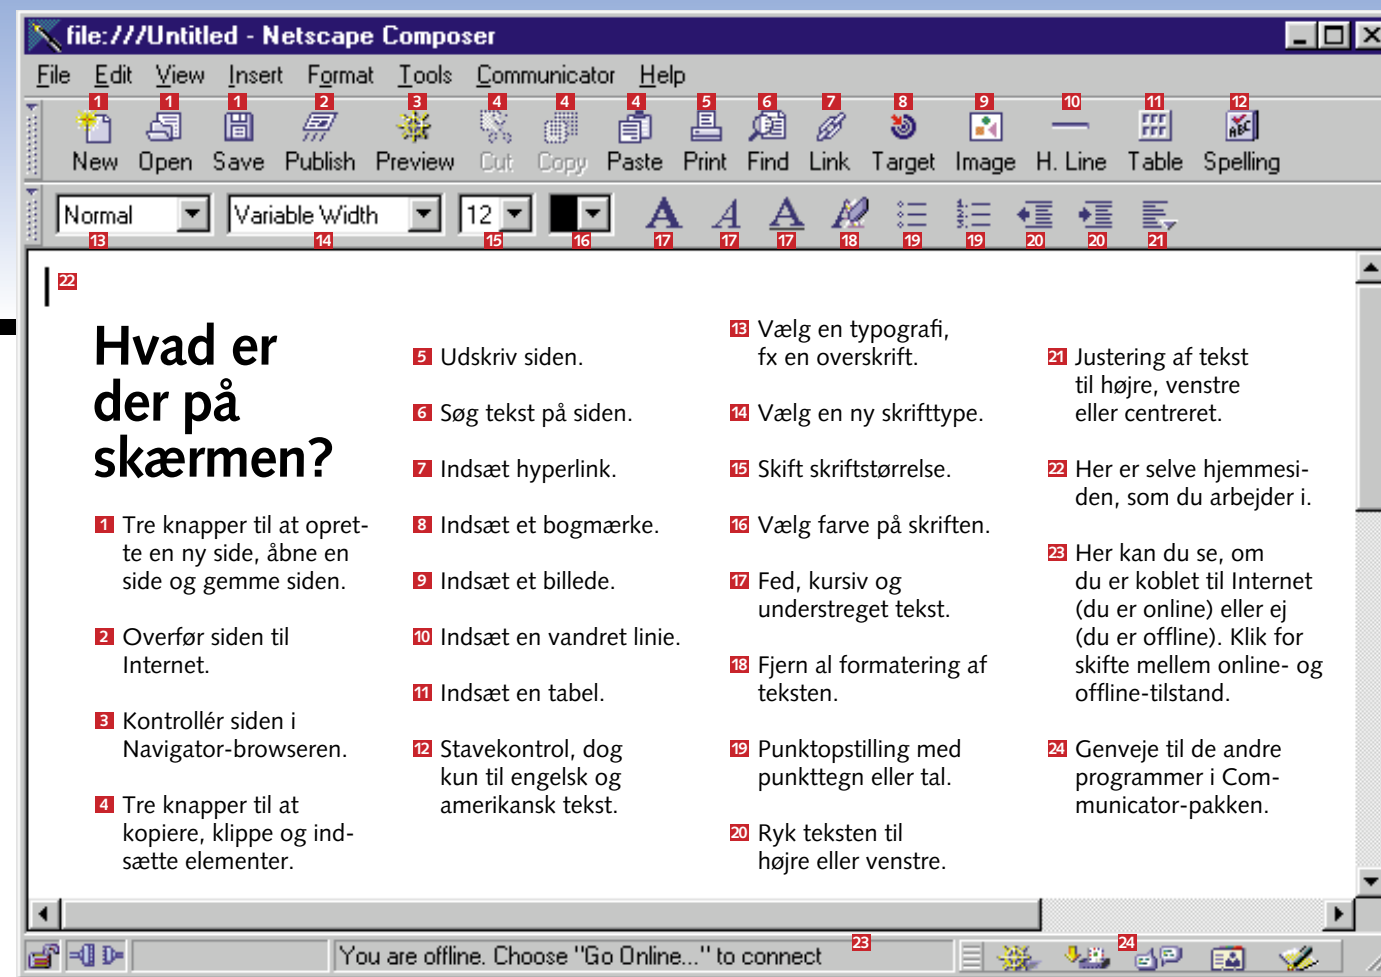 file:///Untitled - Netscape Composer
File Edit View Insert Format Tools Communicator Help
1 1 1 2 3 4 4 4 5 6 7 8 9 10 11 12
New Open Save Publish Preview Cut Copy Paste Print Find Link Target Image H. Line Table Spelling
Normal Variable Width 12 A A A
13 14 15 16 17 17 17 18 19 19 20 20 21
22
Hvad er
der på
skærmen?
1 Tre knapper til at opret-
te en ny side, åbne en
side og gemme siden.
2 Overfør siden til
Internet.
3 Kontrollér siden i
Navigator-browseren.
4 Tre knapper til at
kopiere, klippe og ind-
sætte elementer.
5 Udskriv siden.
6 Søg tekst på siden.
7 Indsæt hyperlink.
8 Indsæt et bogmærke.
9 Indsæt et billede.
10 Indsæt en vandret linie.
11 Indsæt en tabel.
12 Stavekontrol, dog
kun til engelsk og
amerikansk tekst.
13 Vælg en typografi,
fx en overskrift.
14 Vælg en ny skrifttype.
15 Skift skriftstørrelse.
16 Vælg farve på skriften.
17 Fed, kursiv og
understreget tekst.
18 Fjern al formatering af
teksten.
19 Punktopstilling med
punkttegn eller tal.
20 Ryk teksten til
højre eller venstre.
21 Justering af tekst
til højre, venstre
eller centreret.
22 Her er selve hjemmesi-
den, som du arbejder i.
23 Her kan du se, om
du er koblet til Internet
(du er online) eller ej
(du er offline). Klik for
skifte mellem online- og
offline-tilstand.
24 Genveje til de andre
programmer i Com-
municator-pakken.
You are offline. Choose "Go Online..." to connect 23 24